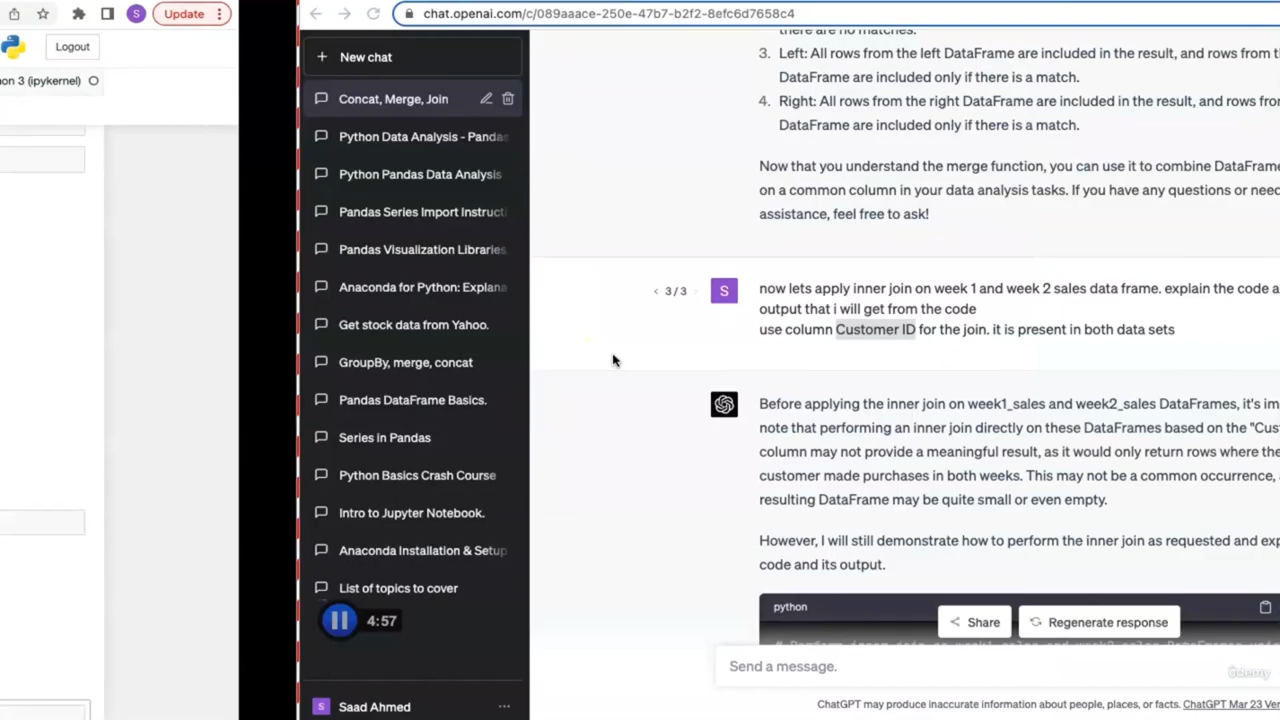 Update
Logout
(ipykernel)
chat.openai.com/c/089aaace-250e-47b7-b2f2-8efc6d7658c4
+ New chat
Concat, Merge, Join
Python Data Analysis - Pandas
Python Pandas Data Analysis
Pandas Series Import Instructi
Pandas Visualization Libraries
Anaconda for Python: Explana
Get stock data from Yahoo.
GroupBy, merge, concat
Pandas DataFrame Basics.
Series in Pandas
Python Basics Crash Course
Intro to Jupyter Notebook.
Anaconda Installation & Setup
List of topics to cover
4:57
S Saad Ahmed
there are no matches.
3. Left: All rows from the left DataFrame are included in the result, and rows from
DataFrame are included only if there is a match.
4. Right: All rows from the right DataFrame are included in the result, and rows from
DataFrame are included only if there is a match.
Now that you understand the merge function, you can use it to combine DataFrame
on a common column in your data analysis tasks. If you have any questions or need
assistance, feel free to ask!
< 3 / 3 >
S
now lets apply inner join on week 1 and week 2 sales data frame. explain the code a
output that i will get from the code
use column Customer ID for the join. it is present in both data sets
Before applying the inner join on week1_sales and week2_sales DataFrames, it's im
note that performing an inner join directly on these DataFrames based on the "Cus
column may not provide a meaningful result, as it would only return rows where the
customer made purchases in both weeks. This may not be a common occurrence,
resulting DataFrame may be quite small or even empty.
However, I will still demonstrate how to perform the inner join as requested and exp
code and its output.
python
Share
Regenerate response
Send a message.
ûdemy
ChatGPT may produce inaccurate information about people, places, or facts. ChatGPT Mar 23 Ver